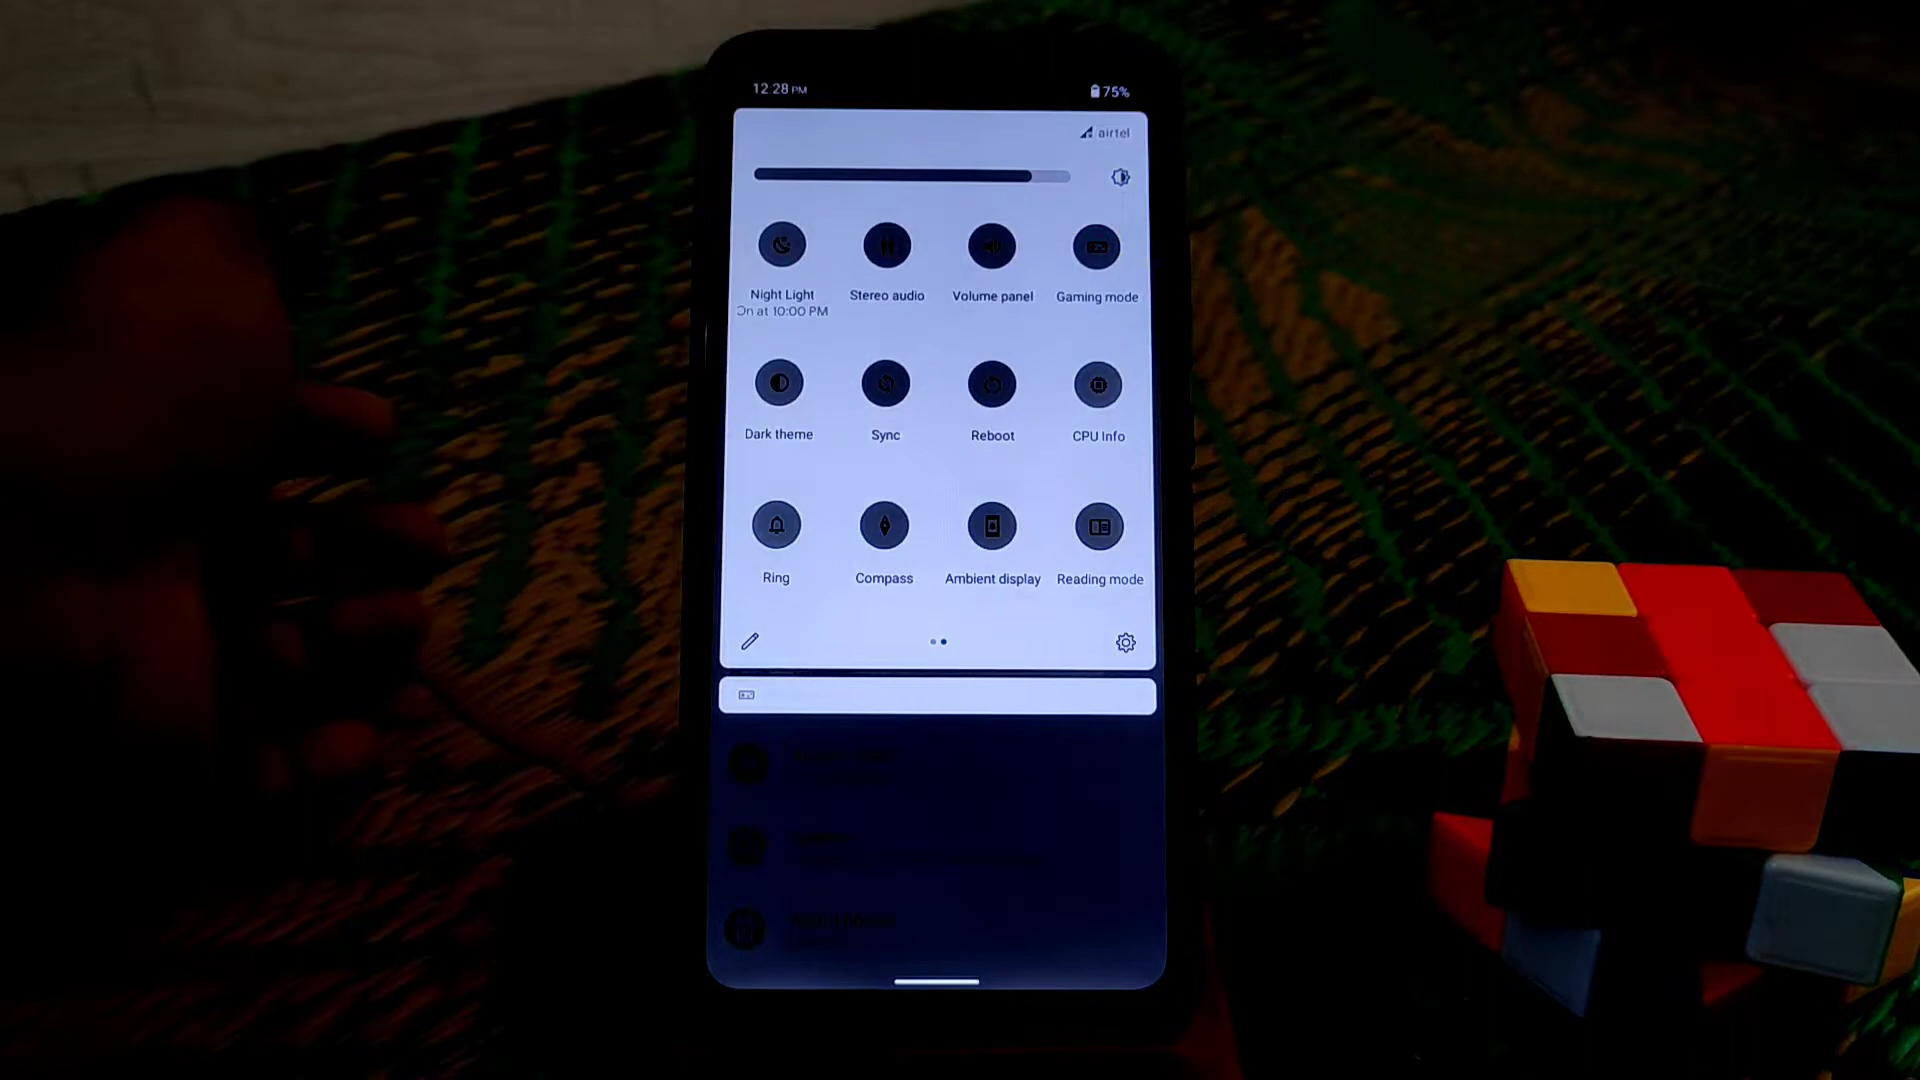 12:28 PM
75%
airtel
Night Light
On at 10:00 PM
Stereo audio
Volume panel
Gaming mode
Dark theme
Sync
Reboot
CPU Info
Ring
Compass
Ambient display
Reading mode